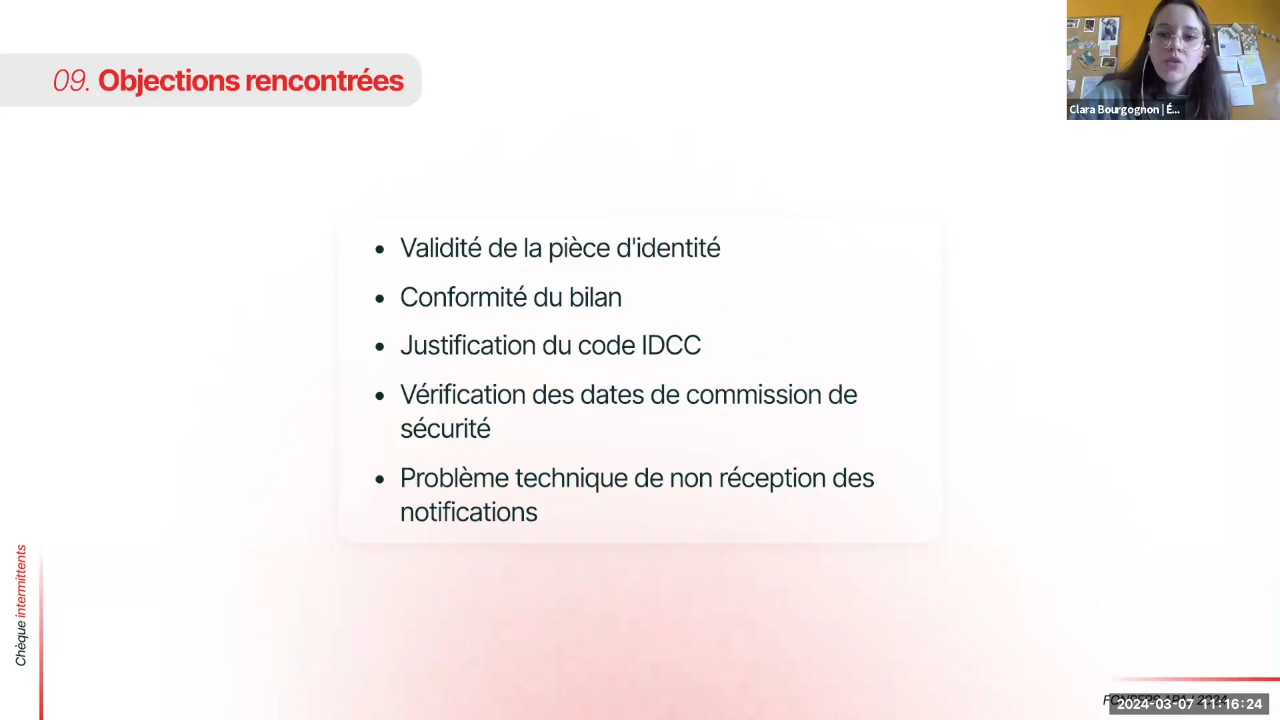 09. Objections rencontrées
Clara Bourgognon | É...
• Validité de la pièce d'identité
• Conformité du bilan
• Justification du code IDCC
• Vérification des dates de commission de
sécurité
• Problème technique de non réception des
notifications
Chèque intermittents
2024-03-07 11:16:24